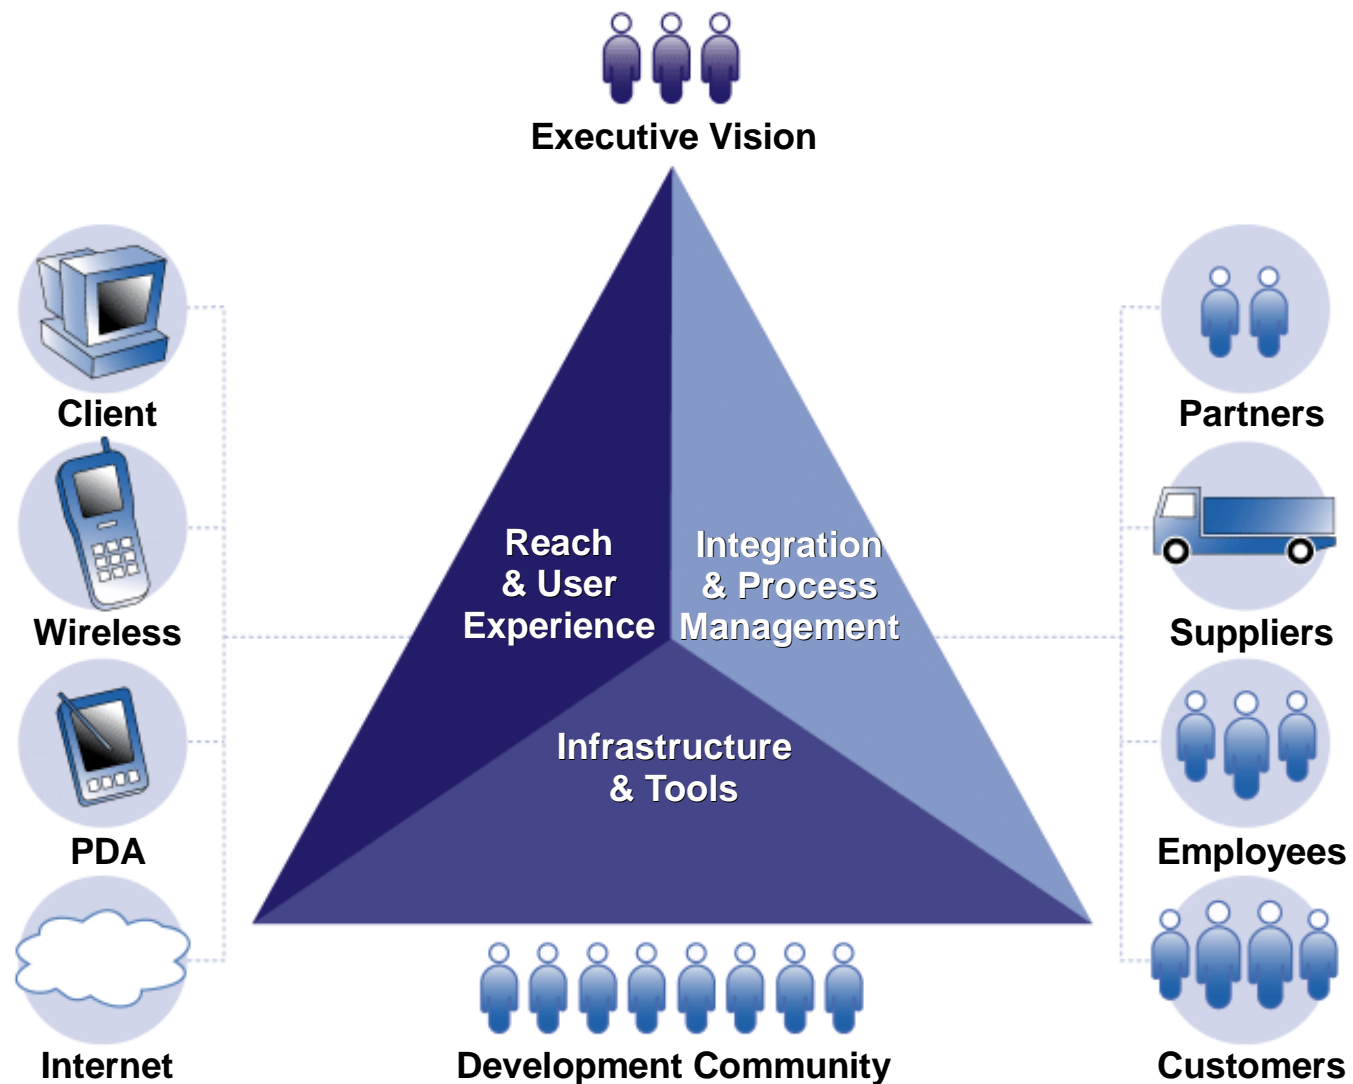 Executive Vision
Client
Wireless
PDA
Internet
Reach
& User
Experience
Integration
& Process
Management
Infrastructure
& Tools
Development Community
Partners
Suppliers
Employees
Customers